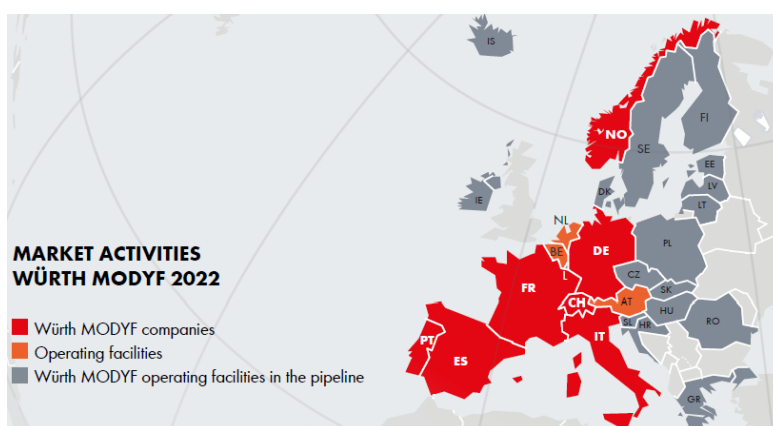 IS
NO
FI
SE
EE
LV
DK
LT
IE
NL
BE
DE
PL
L
CZ
SK
FR
CH
AT
HU
SL
HR
RO
PT
ES
IT
GR
MARKET ACTIVITIES
WÜRTH MODYF 2022
Würth MODYF companies
Operating facilities
Würth MODYF operating facilities in the pipeline